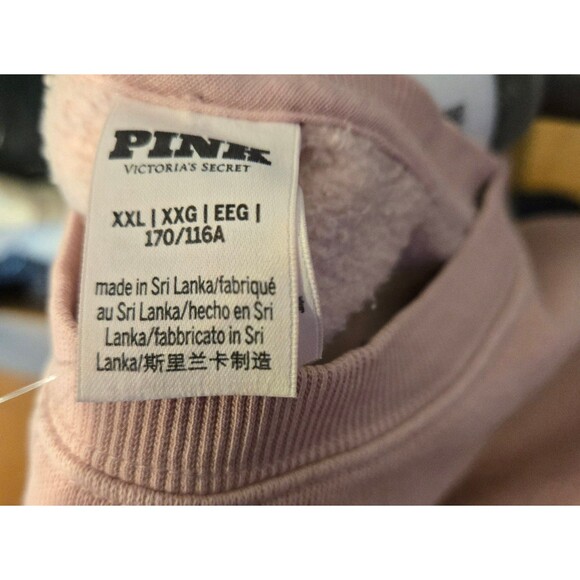 PINK
VICTORIA'S SECRET
XXL | XXG | EEG |
170/116A
made in Sri Lanka/fabriqué
au Sri Lanka/hecho en Sri
Lanka/fabbricato in Sri
Lanka/斯里兰卡制造